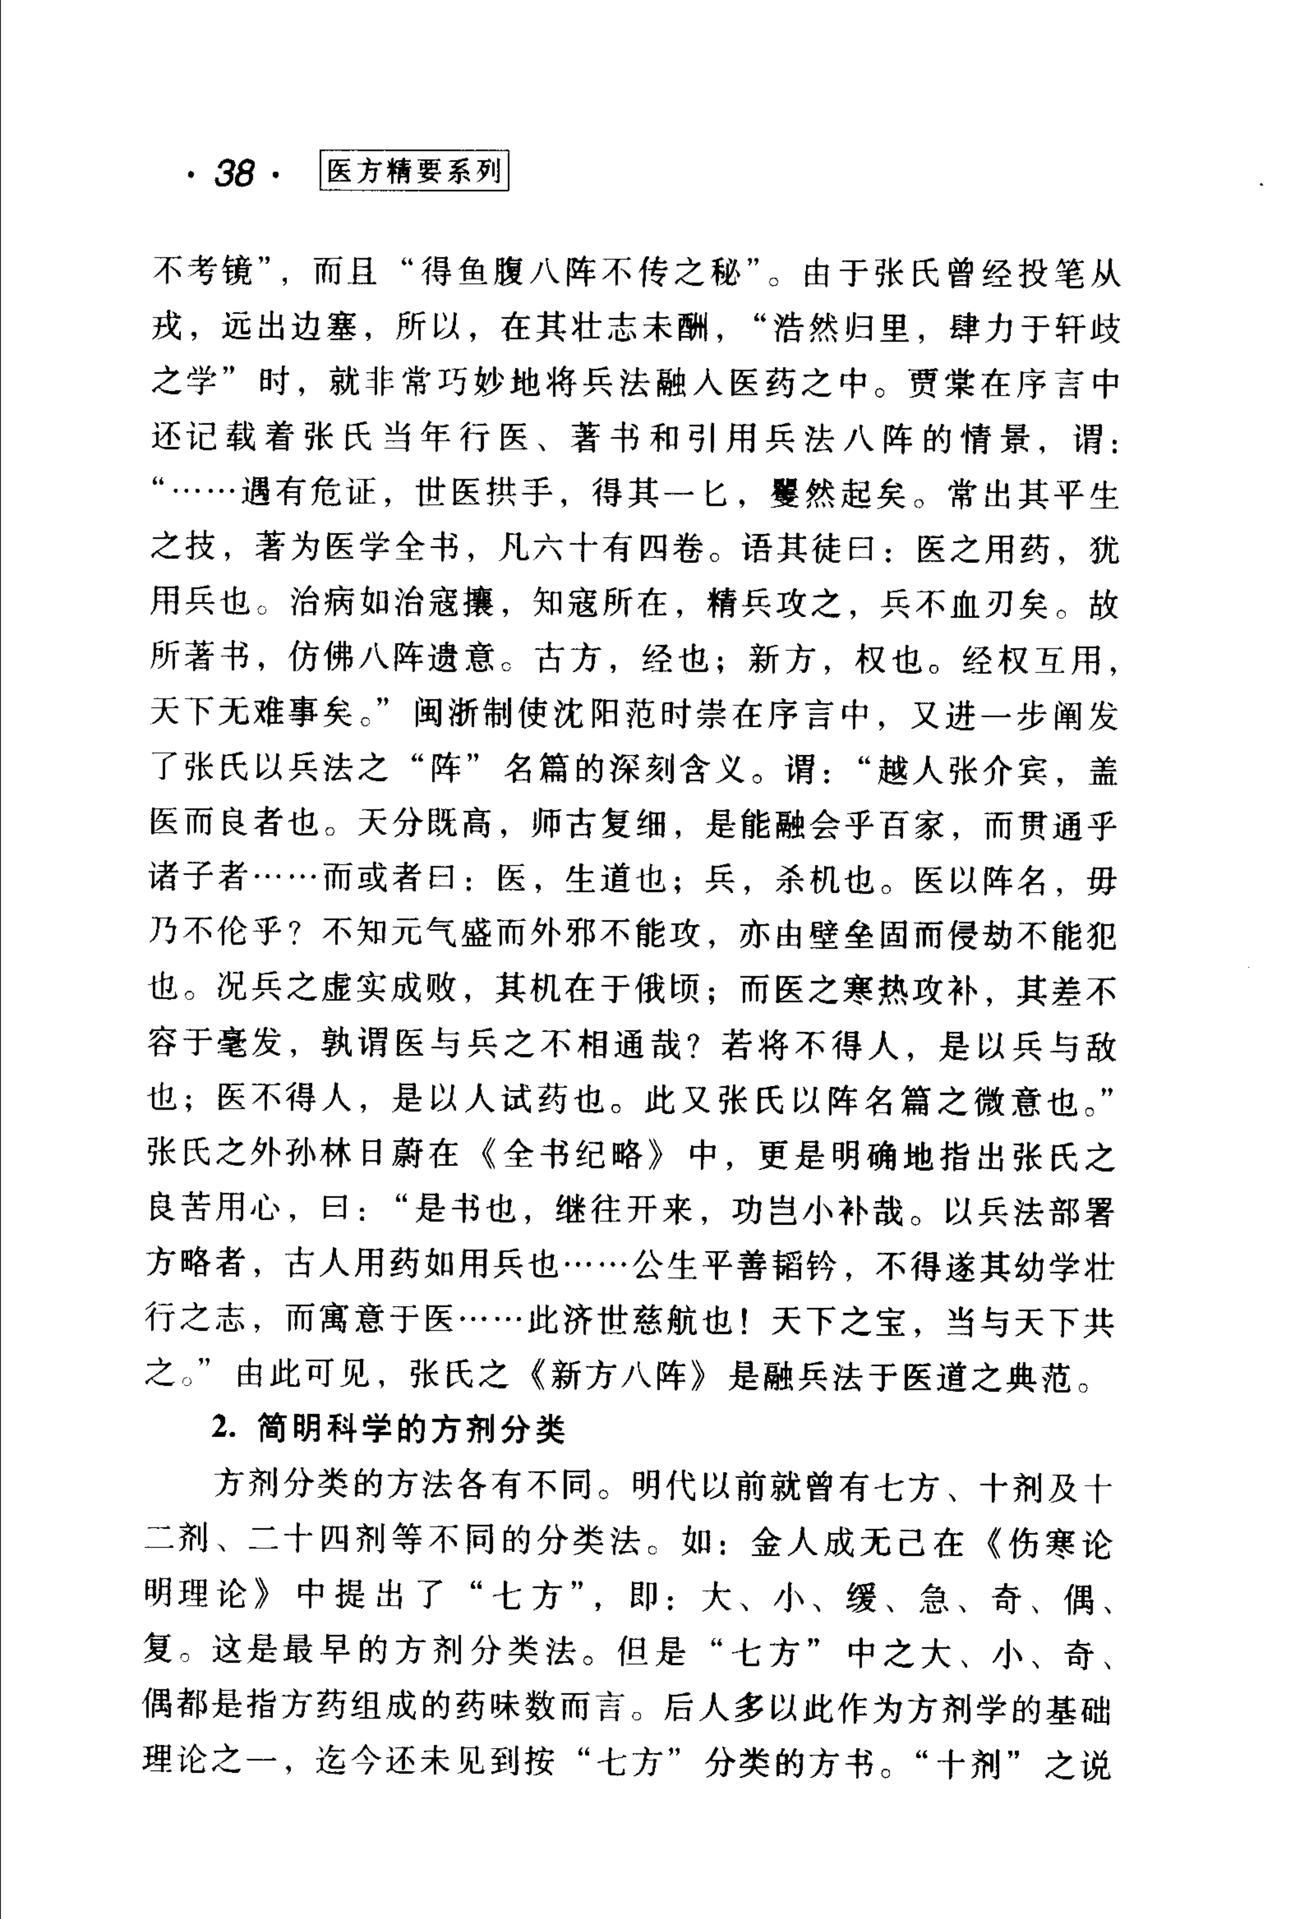 ·38· 医方精要系列
不考镜”，而且“得鱼腹八阵不传之秘”。由于张氏曾经投笔从
戎，远出边塞，所以，在其壮志未酬，“浩然归里，肆力于轩歧
之学”时，就非常巧妙地将兵法融入医药之中。贾棠在序言中
还记载着张氏当年行医、著书和引用兵法八阵的情景，谓：
“……遇有危证，世医拱手，得其一匕，矍然起矣。常出其平生
之技，著为医学全书，凡六十有四卷。语其徒曰：医之用药，犹
用兵也。治病如治寇攘，知寇所在，精兵攻之，兵不血刃矣。故
所著书，仿佛八阵遗意。古方，经也；新方，权也。经权互用，
天下无难事矣。”闽浙制使沈阳范时崇在序言中，又进一步阐发
了张氏以兵法之“阵”名篇的深刻含义。谓：“越人张介宾，盖
医而良者也。天分既高，师古复细，是能融会乎百家，而贯通乎
诸子者……而或者曰：医，生道也；兵，杀机也。医以阵名，毋
乃不伦乎？不知元气盛而外邪不能攻，亦由壁垒固而侵劫不能犯
也。况兵之虚实成败，其机在于俄顷；而医之寒热攻补，其差不
容于毫发，孰谓医与兵之不相通哉？若将不得人，是以兵与敌
也；医不得人，是以人试药也。此又张氏以阵名篇之微意也。”
张氏之外孙林日蔚在《全书纪略》中，更是明确地指出张氏之
良苦用心，曰：“是书也，继往开来，功岂小补哉。以兵法部署
方略者，古人用药如用兵也……公生平善韬钤，不得遂其幼学壮
行之志，而寓意于医……此济世慈航也！天下之宝，当与天下共
之。”由此可见，张氏之《新方八阵》是融兵法于医道之典范。
2. 简明科学的方剂分类
方剂分类的方法各有不同。明代以前就曾有七方、十剂及十
二剂、二十四剂等不同的分类法。如：金人成无己在《伤寒论
明理论》中提出了“七方”，即：大、小、缓、急、奇、偶、
复。这是最早的方剂分类法。但是“七方”中之大、小、奇、
偶都是指方药组成的药味数而言。后人多以此作为方剂学的基础
理论之一，迄今还未见到按“七方”分类的方书。“十剂”之说